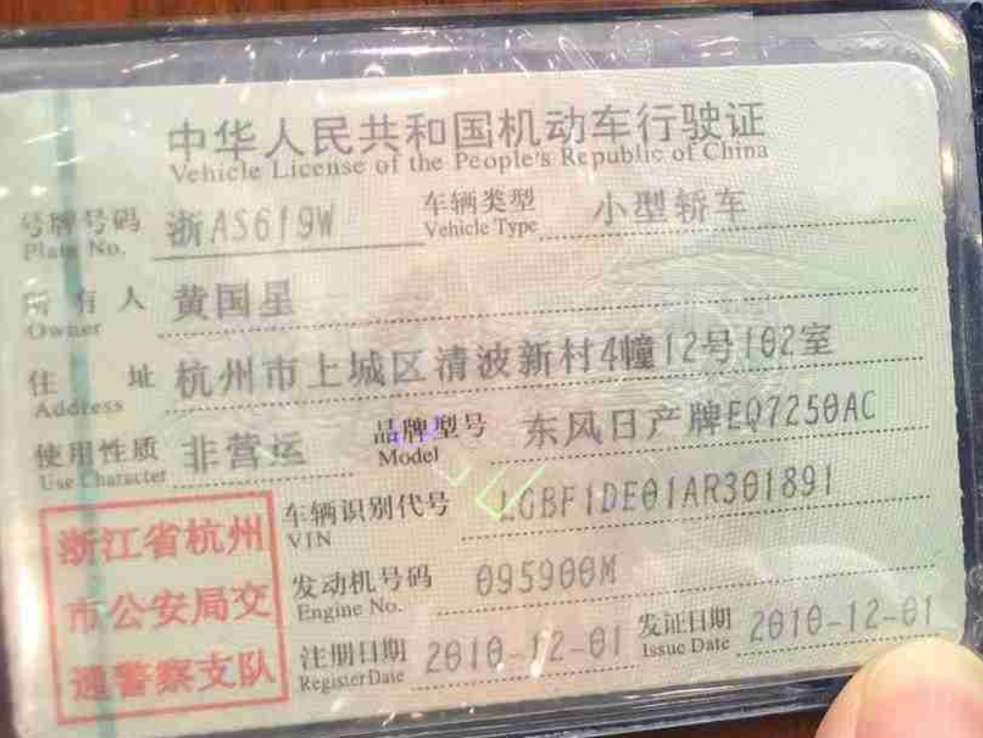 中华人民共和国机动车行驶证
Vehicle License of the People's Republic of China
号牌号码 浙AS619W 车辆类型 小型轿车
Plate No. Vehicle Type
所有人 黄国星
Owner
住址 杭州市上城区清波新村4幢12号102室
Address
使用性质 非营运 品牌型号 东风日产牌EQ7250AC
Use Character Model
车辆识别代号 LGBF1DE01AR301891
VIN
发动机号码 095900M
Engine No.
注册日期 2010-12-01 发证日期 2010-12-01
Register Date Issue Date
浙江省杭州
市公安局交
通警察支队